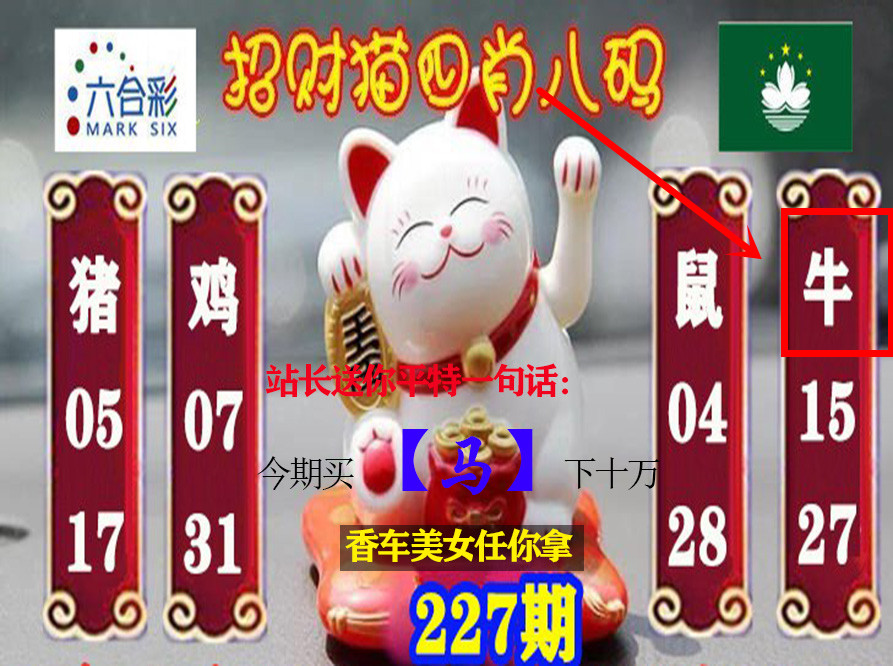 六合彩
MARK SIX
招财猫四肖八码
猪
05
17
鸡
07
31
鼠
04
28
牛
15
27
站长送你平特一句话：
今期买【马】下十万
香车美女任你拿
227期